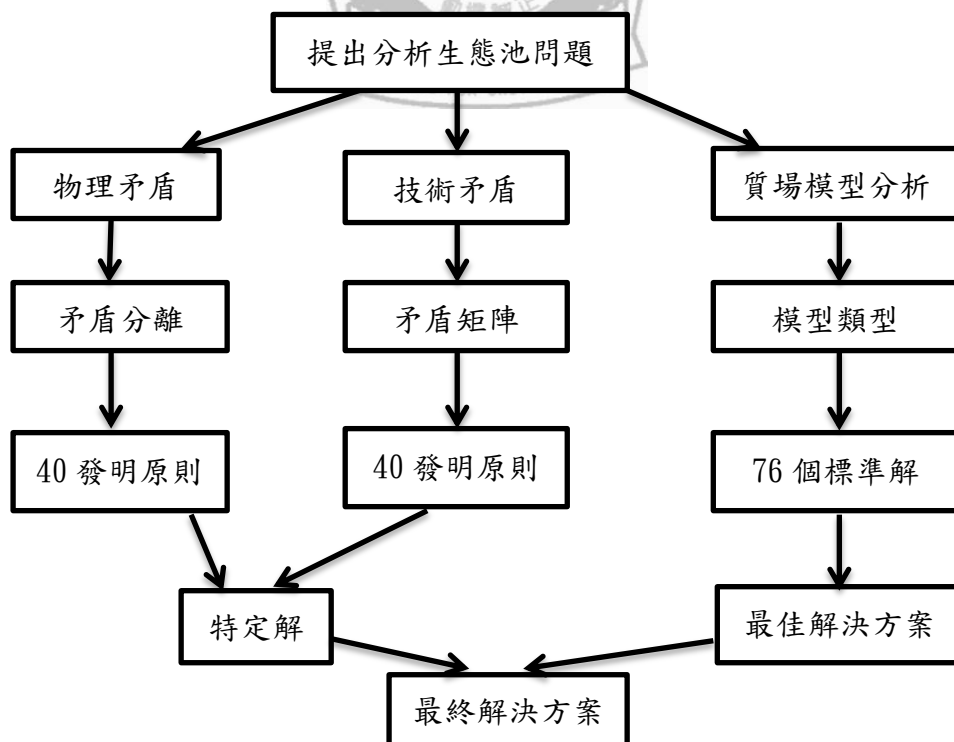 提出分析生態池問題
物理矛盾
技術矛盾
質場模型分析
矛盾分離
矛盾矩陣
模型類型
40 發明原則
40 發明原則
76 個標準解
特定解
最佳解決方案
最終解決方案